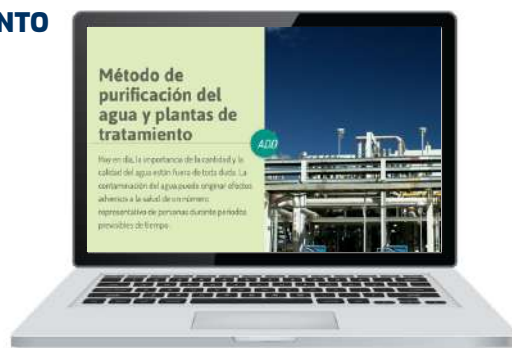 NTO
Método de
purificación del
agua y plantas de
tratamiento
ADD
Hoy en día, la importancia de la cantidad y la
calidad del agua están fuera de toda duda. La
contaminación del agua puede originar efectos
adversos a la salud de un número
representativo de personas durante periodos
previsibles de tiempo.